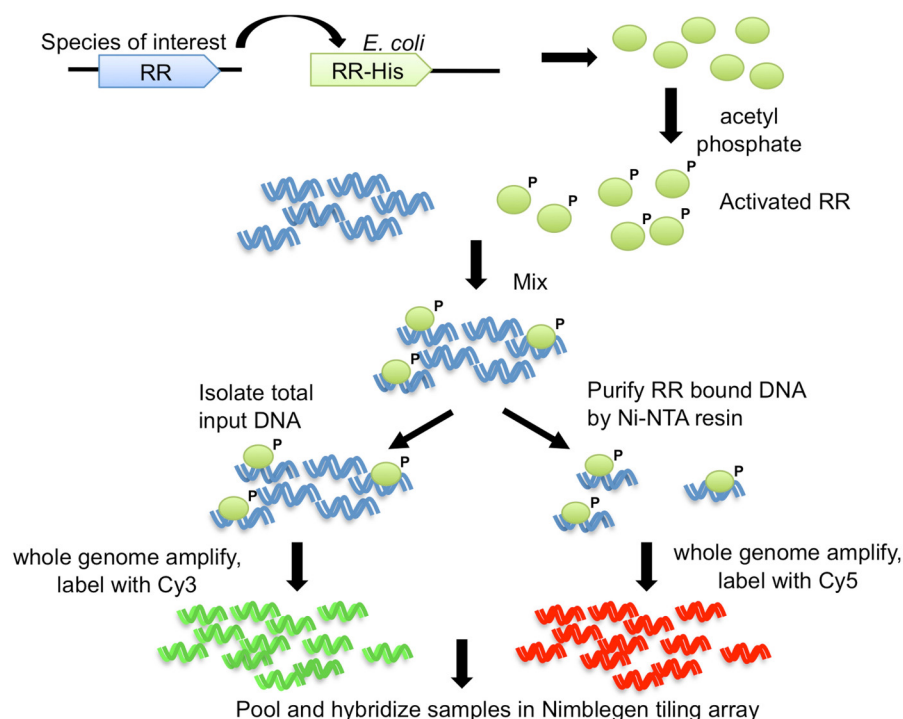 Species of interest
RR
E. coli
RR-His
acetyl
phosphate
P
P
P
P
P
Activated RR
Mix
P
P
P
Isolate total
input DNA
Purify RR bound DNA
by Ni-NTA resin
P
P
P
P
P
P
whole genome amplify,
label with Cy3
whole genome amplify,
label with Cy5
Pool and hybridize samples in Nimblegen tiling array